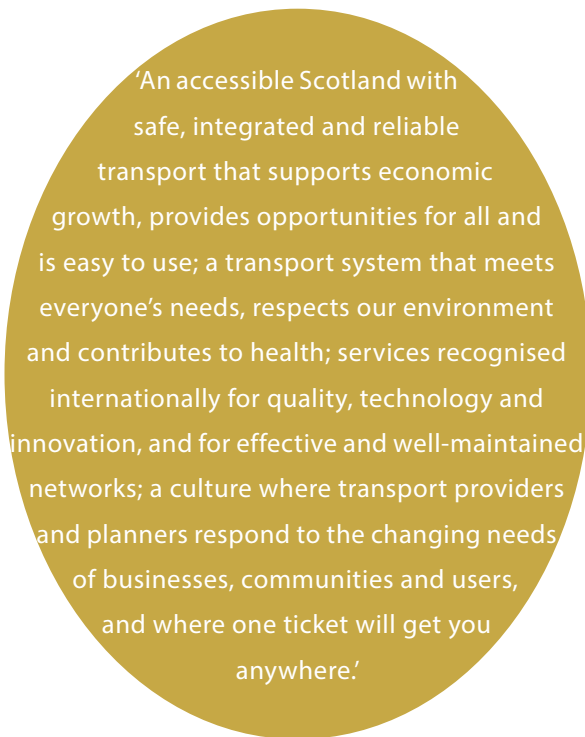 ‘An accessible Scotland with
safe, integrated and reliable
transport that supports economic
growth, provides opportunities for all and
is easy to use; a transport system that meets
everyone’s needs, respects our environment
and contributes to health; services recognised
internationally for quality, technology and
innovation, and for effective and well-maintained
networks; a culture where transport providers
and planners respond to the changing needs
of businesses, communities and users,
and where one ticket will get you
anywhere.’